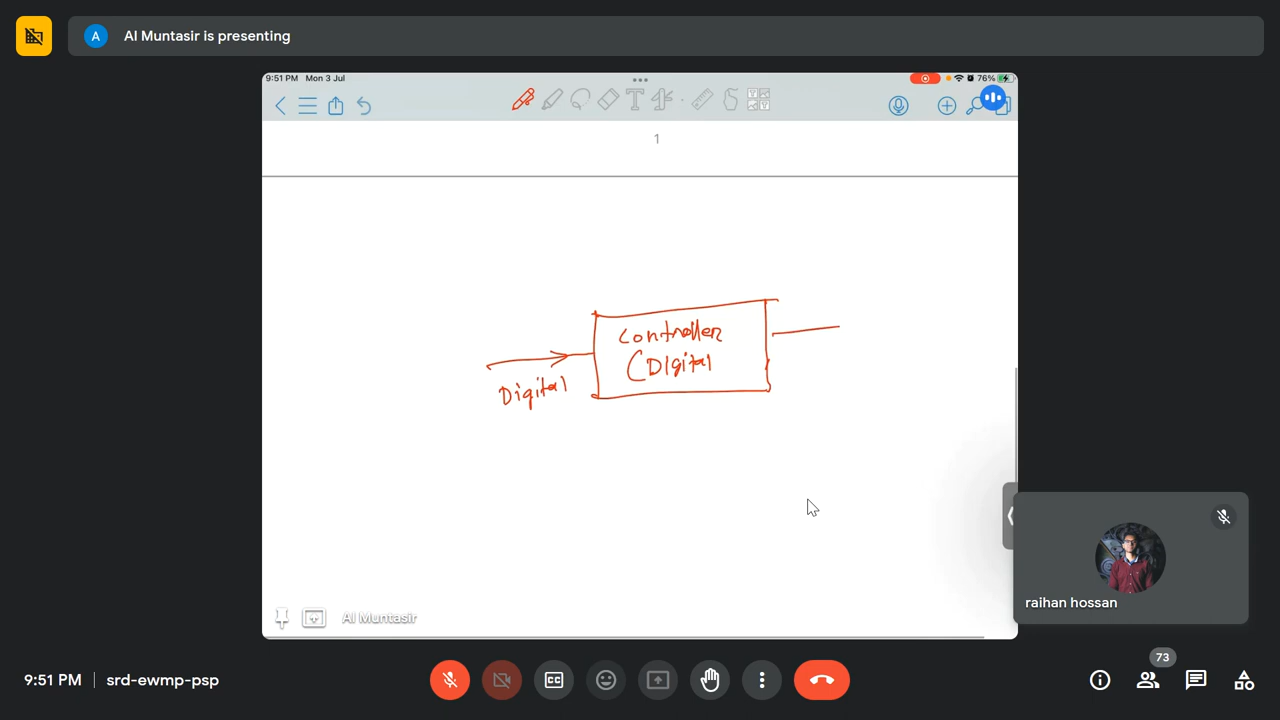 A
Al Muntasir is presenting
9:51 PM Mon 3 Jul
76%
1
Controller
(Digital
Digital
Al Muntasir
raihan hossan
9:51 PM | srd-ewmp-psp
CC
73